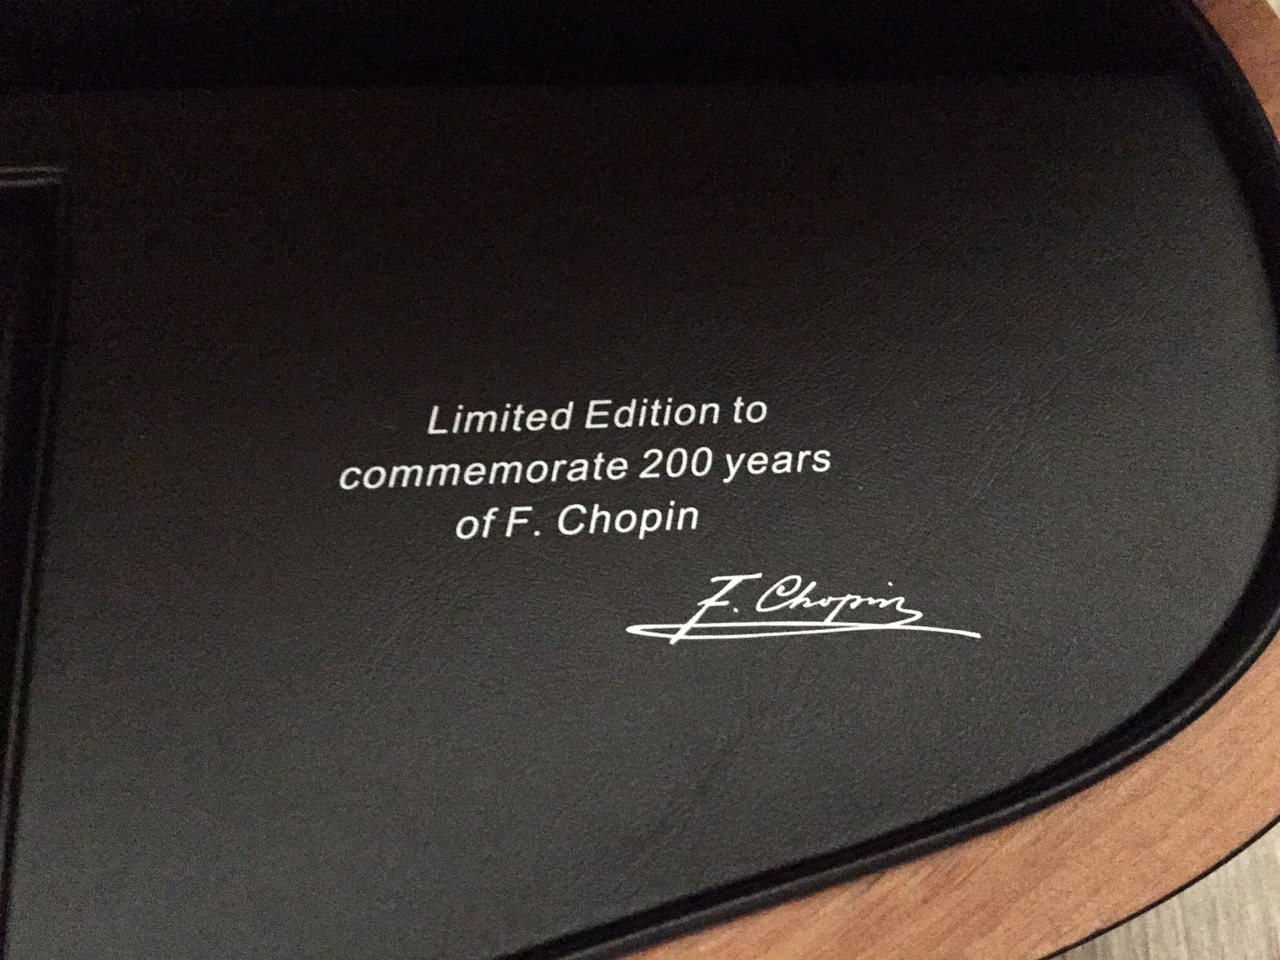 Limited Edition to
commemorate 200 years
of F. Chopin
F. Chopin